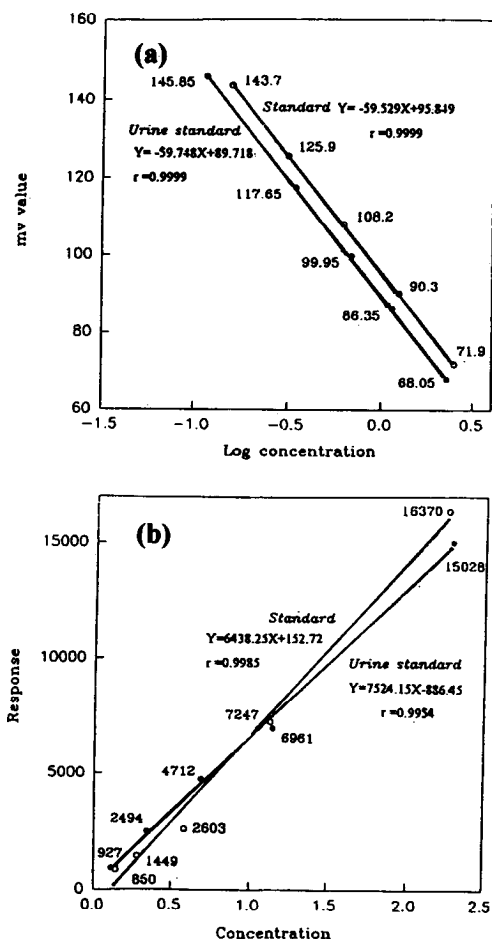 160
(a)
145.85
143.7
Standard Y= -59.529X+95.849
r=0.9999
Urine standard
Y= -59.748X+89.718
r=0.9999
140
125.9
120
117.65
mv value
108.2
100
99.95
90.3
86.35
80
71.9
68.05
60
-1.5
-1.0
-0.5
0.0
0.5
Log concentration
(b)
16370
15000
15028
Standard
Y=6438.25X+152.72
r=0.9985
Urine standard
Y=7524.15X-886.45
r=0.9954
10000
Response
7247
6961
5000
4712
2494
2603
927
1449
850
0
0.0
0.5
1.0
1.5
2.0
2.5
Concentration